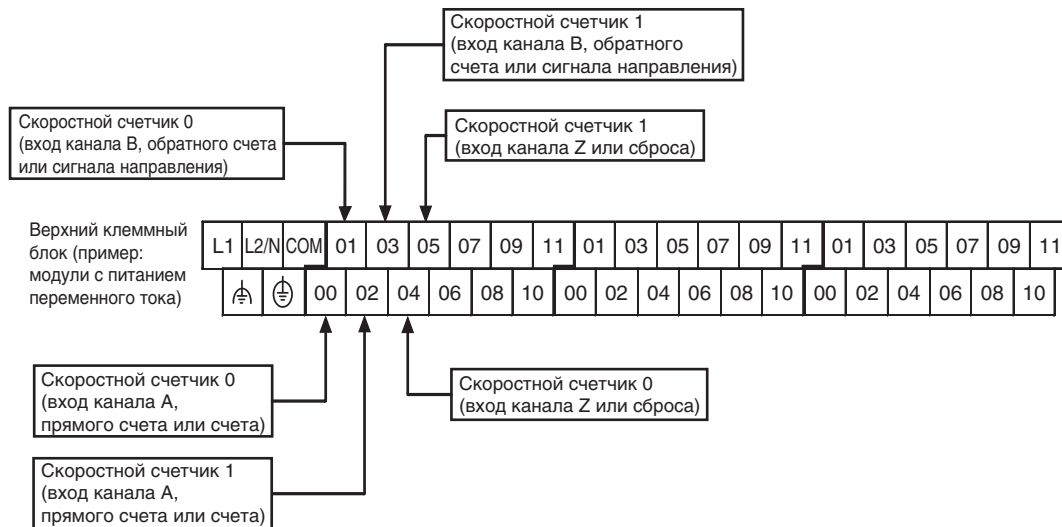 Скоростной счетчик 1
(вход канала B, обратного
счета или сигнала направления)
Скоростной счетчик 0
(вход канала B, обратного счета
или сигнала направления)
Скоростной счетчик 1
(вход канала Z или сброса)
Верхний клеммный
блок (пример:
модули с питанием
переменного тока)
L1 L2/N COM 01 03 05 07 09 11 01 03 05 07 09 11 01 03 05 07 09 11
00 02 04 06 08 10 00 02 04 06 08 10 00 02 04 06 08 10
Скоростной счетчик 0
(вход канала A,
прямого счета или счета)
Скоростной счетчик 0
(вход канала Z или сброса)
Скоростной счетчик 1
(вход канала A,
прямого счета или счета)